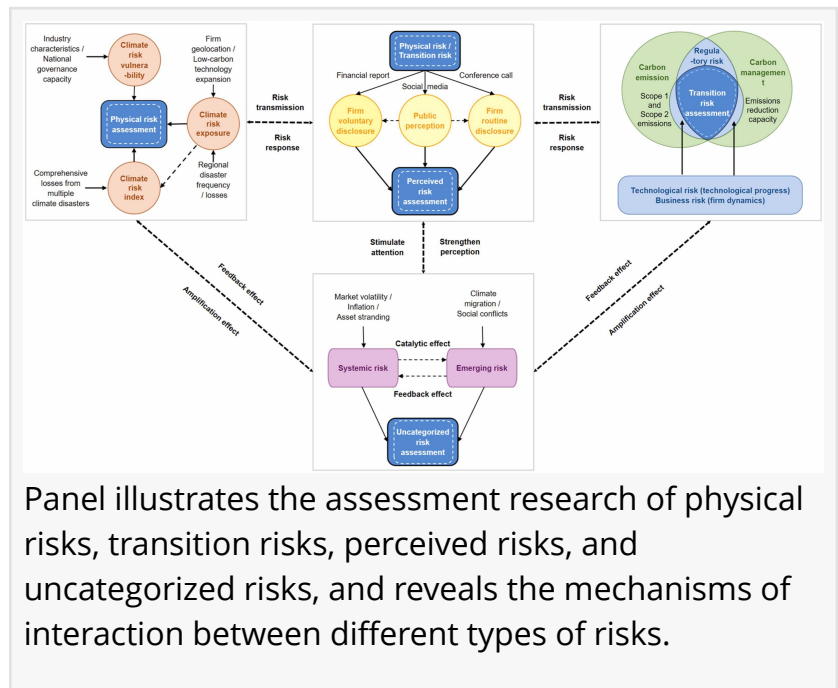 Industry
characteristics /
National
governance
capacity
Climate
risk
vulnera
-bility
Firm
geolocation /
Low-carbon
technology
expansion
Physical risk
assessment
Climate
risk
exposure
Comprehensive
losses from
multiple
climate disasters
Climate
risk
index
Regional
disaster
frequency
/ losses
Risk
transmission
Risk
response
Physical risk /
Transition risk
Financial report
Social media
Conference call
Firm
voluntary
disclosure
Public
perception
Firm
routine
disclosure
Perceived
risk
assessment
Risk
transmission
Risk
response
Carbon
emission
Regula
-tory risk
Carbon
managemen
t
Scope 1
and
Scope 2
emissions
Transition
risk
assessment
Emissions
reduction
capacity
Technological risk (technological progress)
Business risk (firm dynamics)
Stimulate
attention
Strengthen
perception
Feedback effect
Amplification effect
Feedback effect
Amplification effect
Market volatility /
Inflation /
Asset stranding
Climate
migration /
Social conflicts
Catalytic effect
Systemic risk
Emerging risk
Feedback effect
Uncategorized
risk
assessment
Panel illustrates the assessment research of physical
risks, transition risks, perceived risks, and
uncategorized risks, and reveals the mechanisms of
interaction between different types of risks.